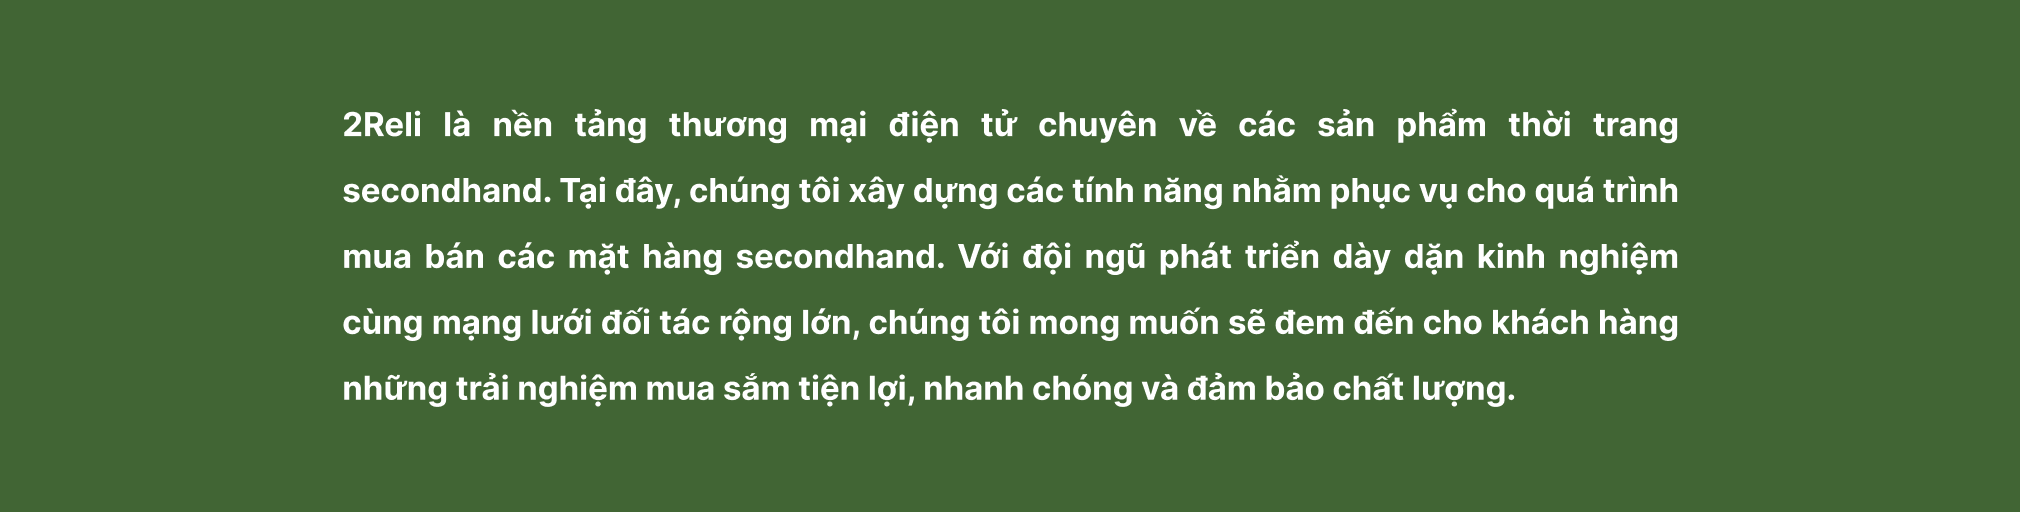 2Reli là nền tảng thương mại điện tử chuyên về các sản phẩm thời trang
secondhand. Tại đây, chúng tôi xây dựng các tính năng nhằm phục vụ cho quá trình
mua bán các mặt hàng secondhand. Với đội ngũ phát triển dày dặn kinh nghiệm
cùng mạng lưới đối tác rộng lớn, chúng tôi mong muốn sẽ đem đến cho khách hàng
những trải nghiệm mua sắm tiện lợi, nhanh chóng và đảm bảo chất lượng.